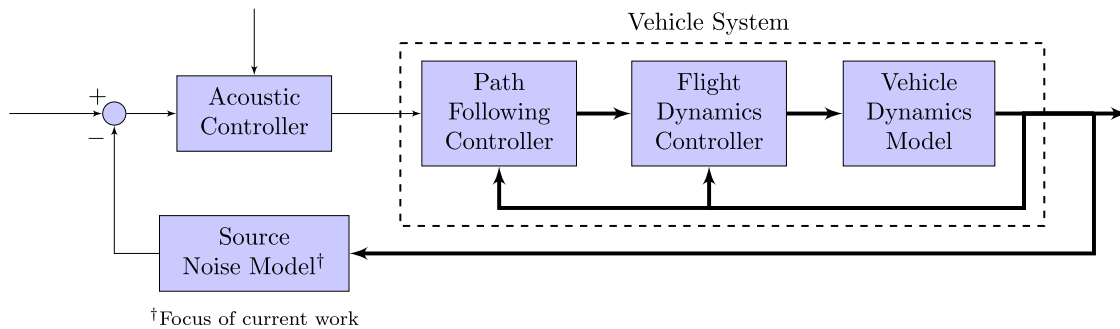 Vehicle System
+
−
Acoustic
Controller
Path
Following
Controller
Flight
Dynamics
Controller
Vehicle
Dynamics
Model
Source
Noise Model†
†Focus of current work